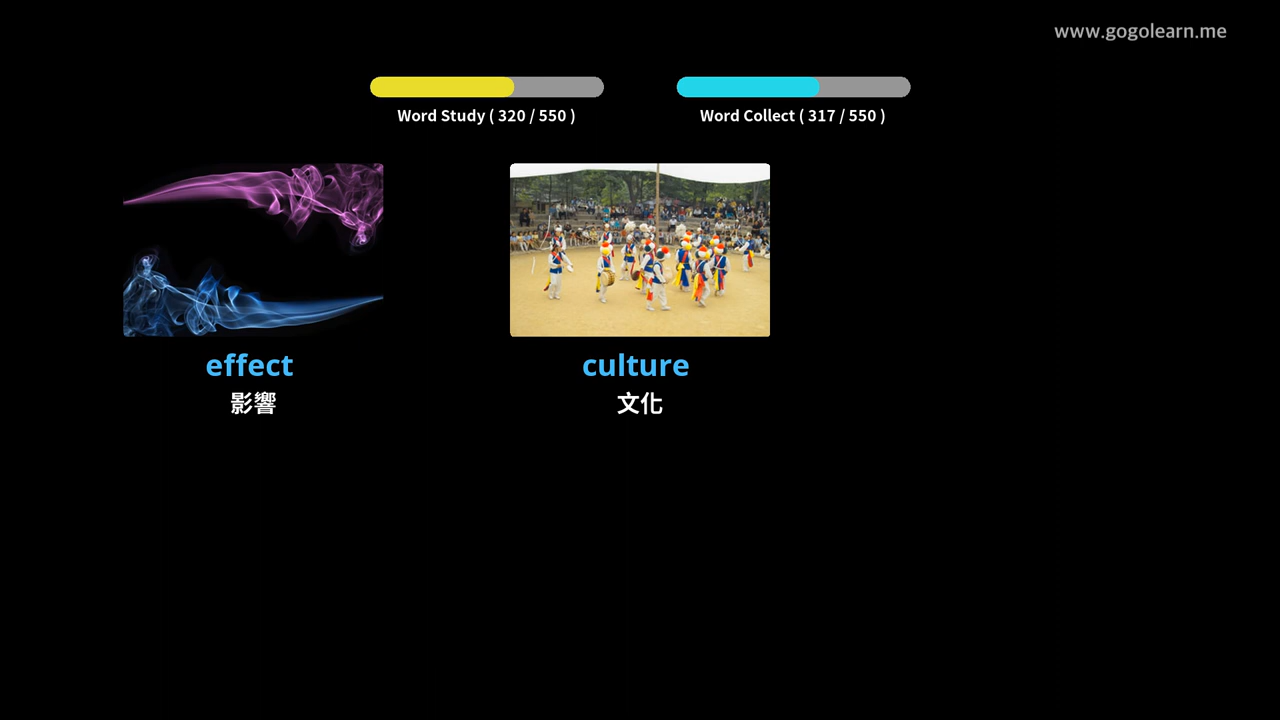 www.gogolearn.me
Word Study ( 320 / 550 )
Word Collect ( 317 / 550 )
effect
影響
culture
文化